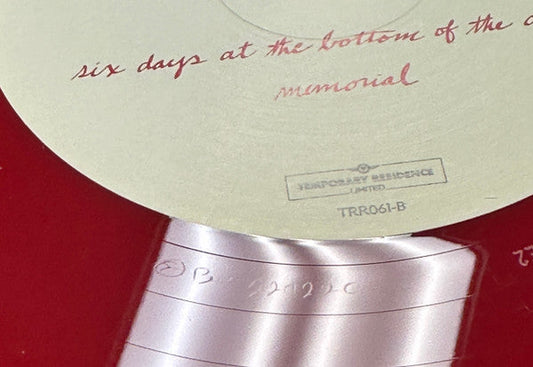 six days at the bottom of the
memorial
TEMPORARY RESIDENCE
LIMITED
TRR061-B